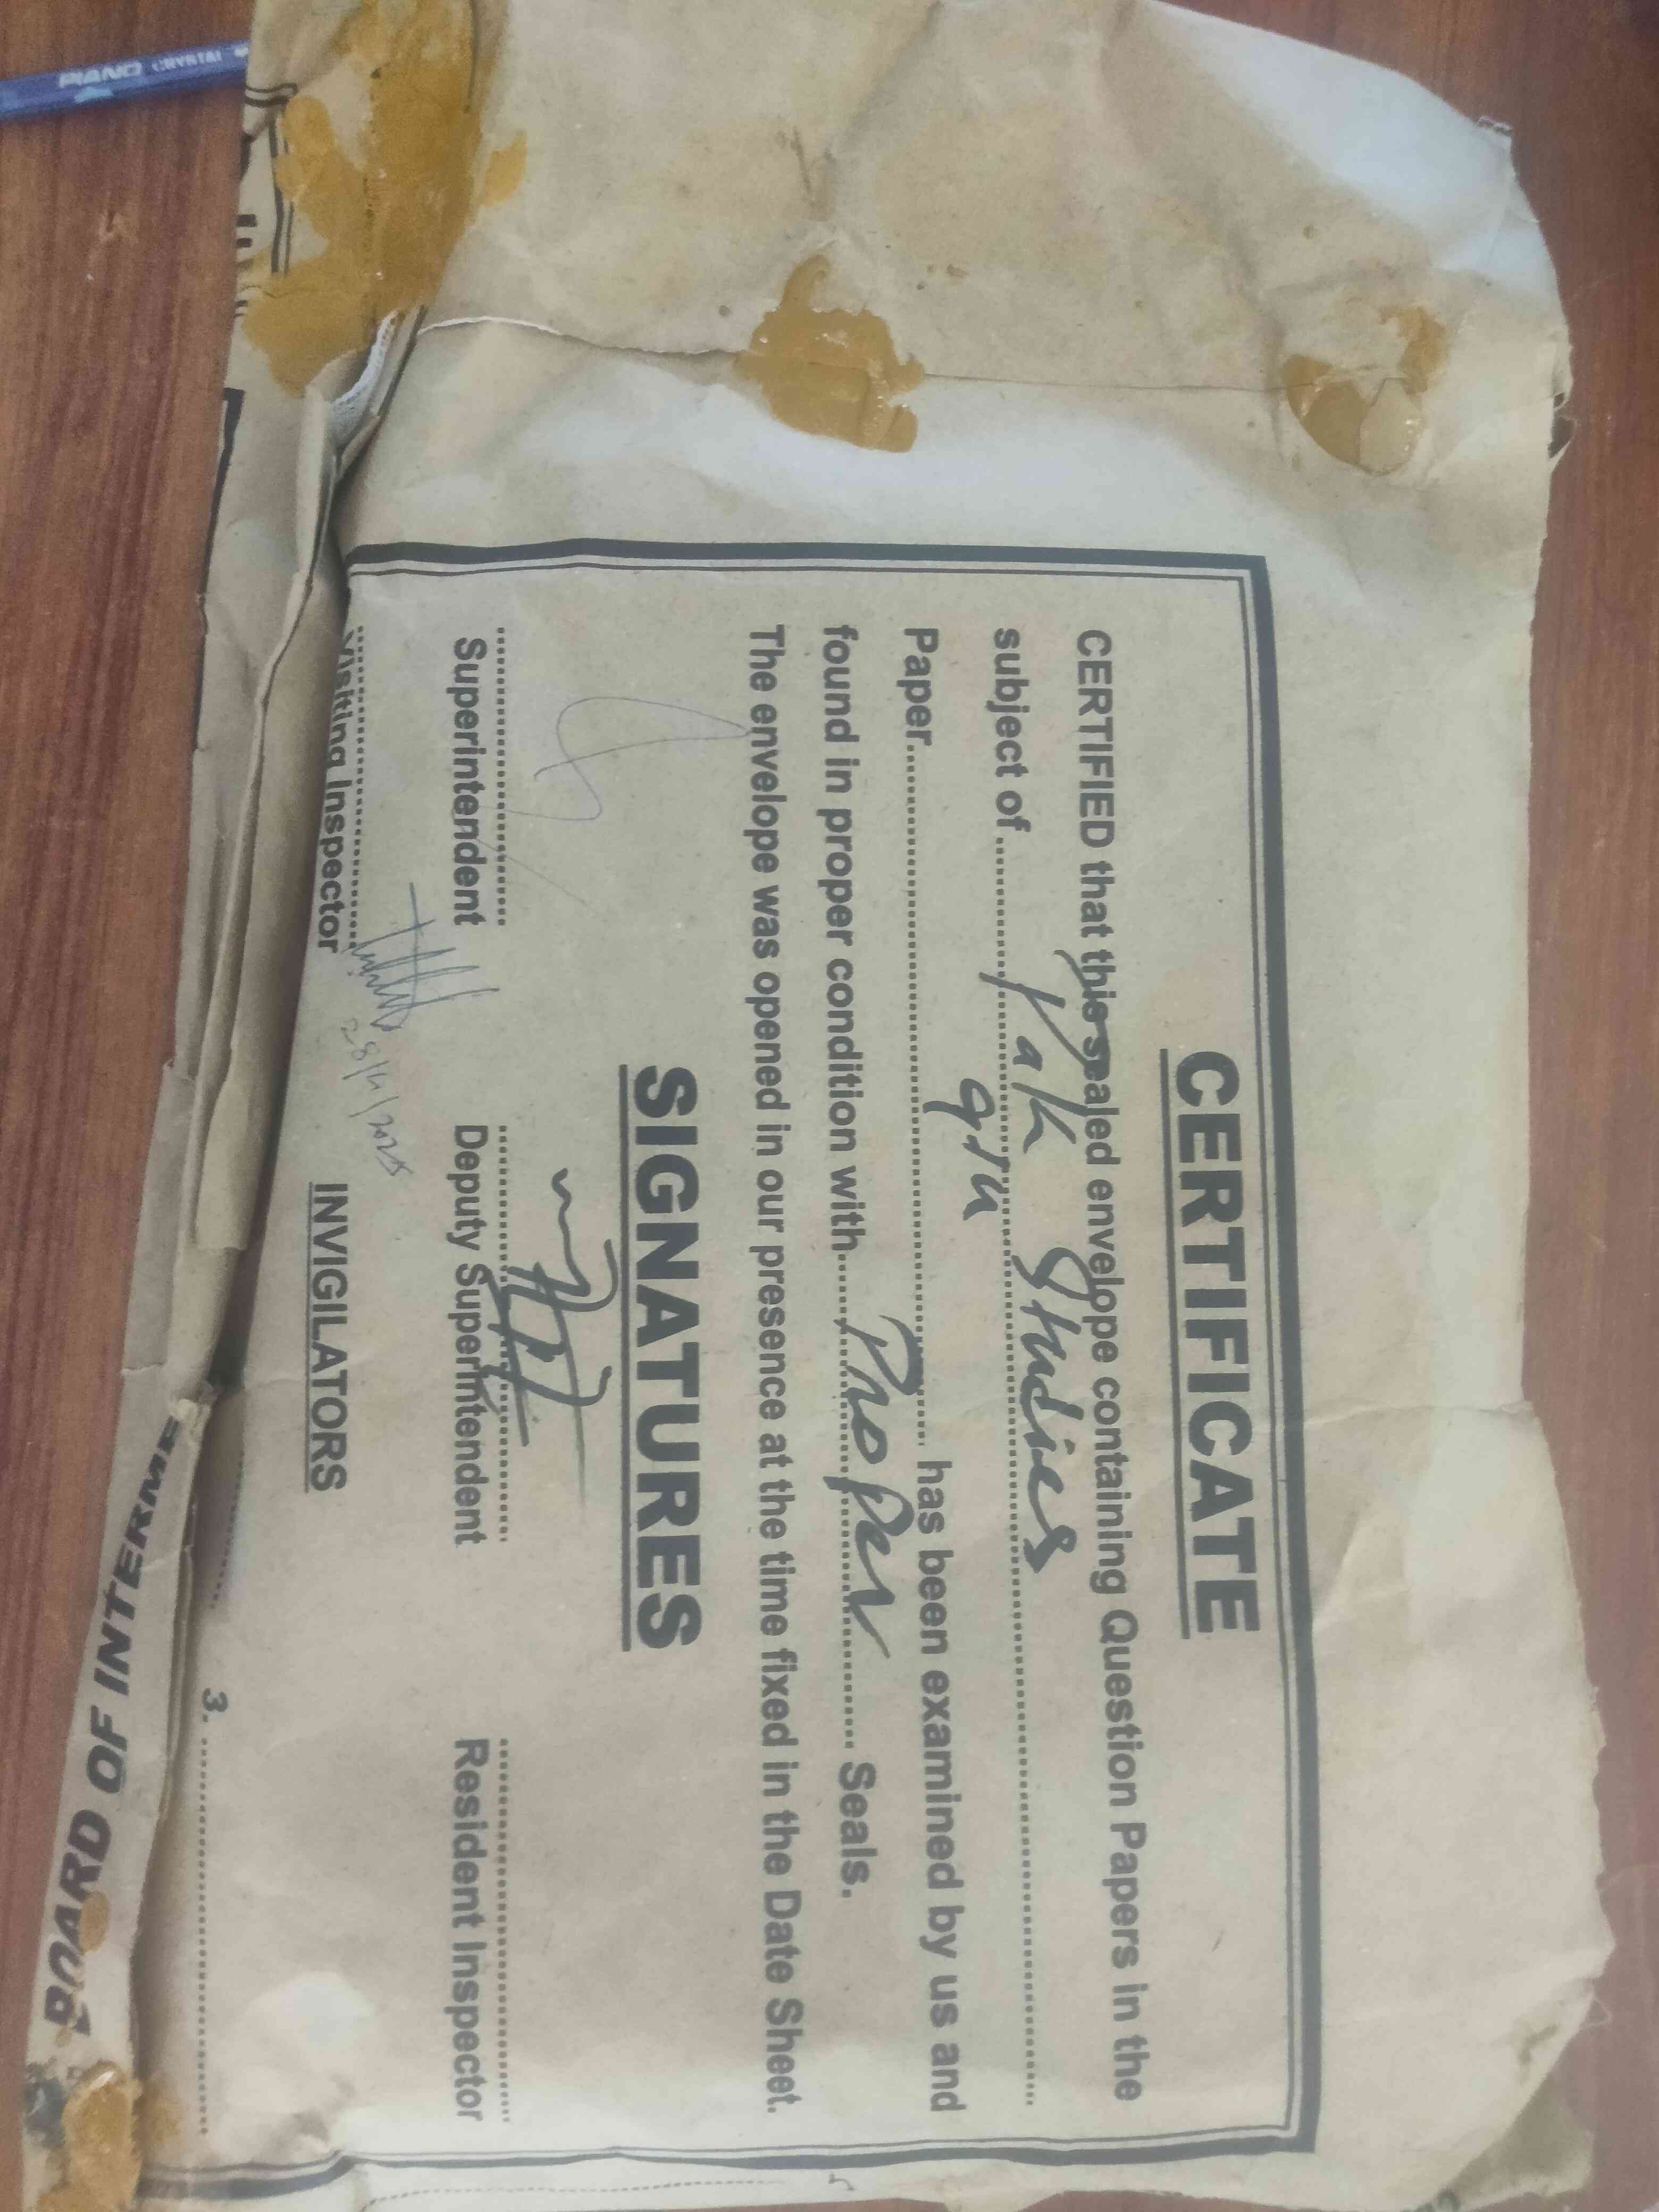 CERTIFICATE
CERTIFIED that this sealed envelope containing Question Papers in the
subject of Pak Studies
Paper has been examined by us and
found in proper condition with Proper Seals.
The envelope was opened in our presence at the time fixed in the Date Sheet.
SIGNATURES
Superintendent Deputy Superintendent Resident Inspector
Visiting Inspector
INVIGILATORS
3.
BOARD OF INTERME
PIANO CRYSTAL